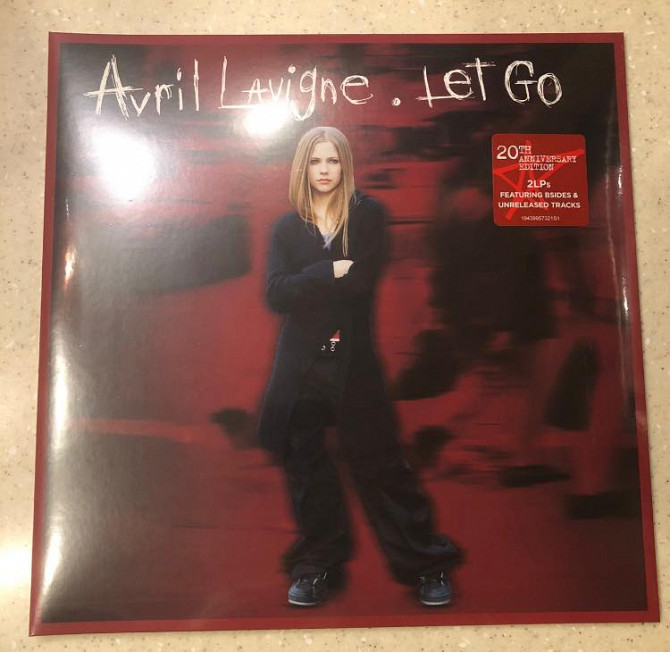 Avril Lavigne. Let Go
20TH
ANNIVERSARY
EDITION
2LPs
FEATURING BSIDES &
UNRELEASED TRACKS